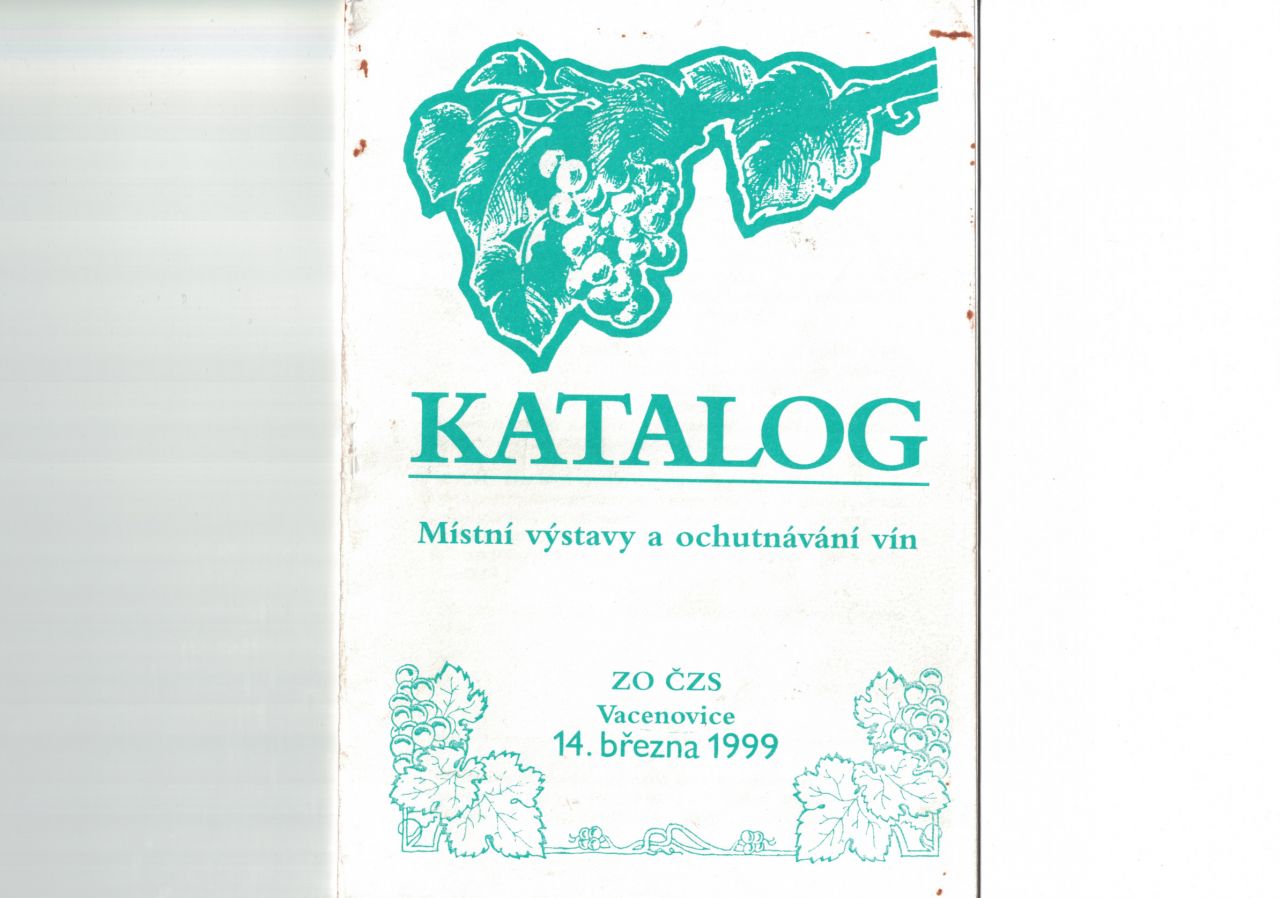 KATALOG
Místní výstavy a ochutnávání vín
ZO ČZS
Vacenovice
14. března 1999